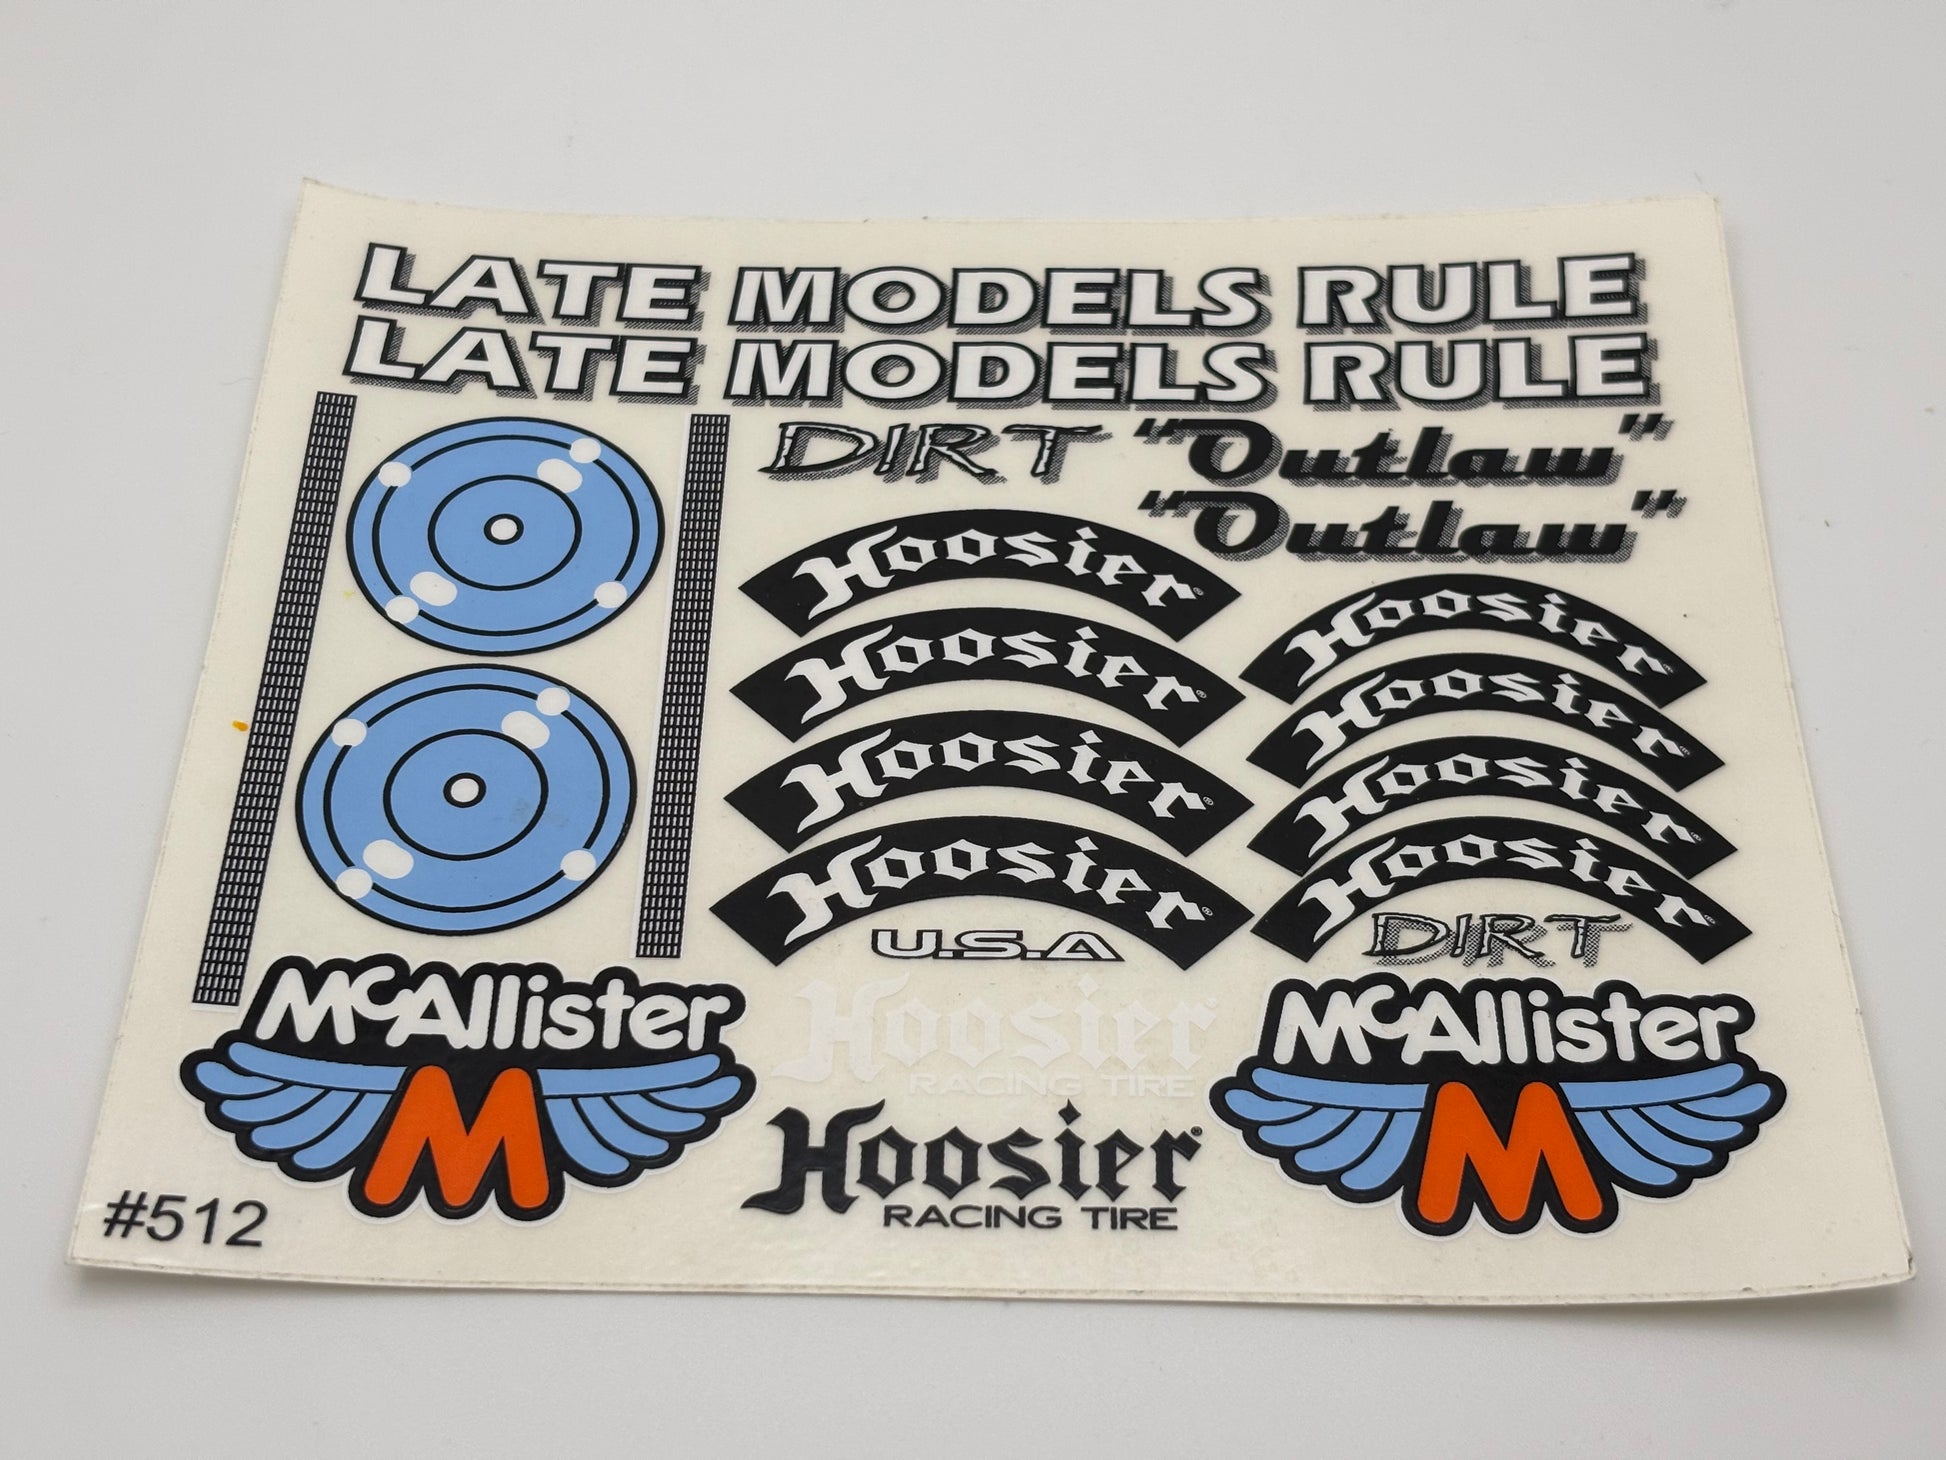 LATE MODELS RULE
LATE MODELS RULE
DIRT "Outlaw"
"Outlaw"
Hoosier®
Hoosier®
Hoosier®
Hoosier®
U.S.A
Hoosier®
Hoosier®
Hoosier®
Hoosier®
DIRT
McAllister
M
Hoosier®
RACING TIRE
Hoosier®
RACING TIRE
McAllister
M
#512